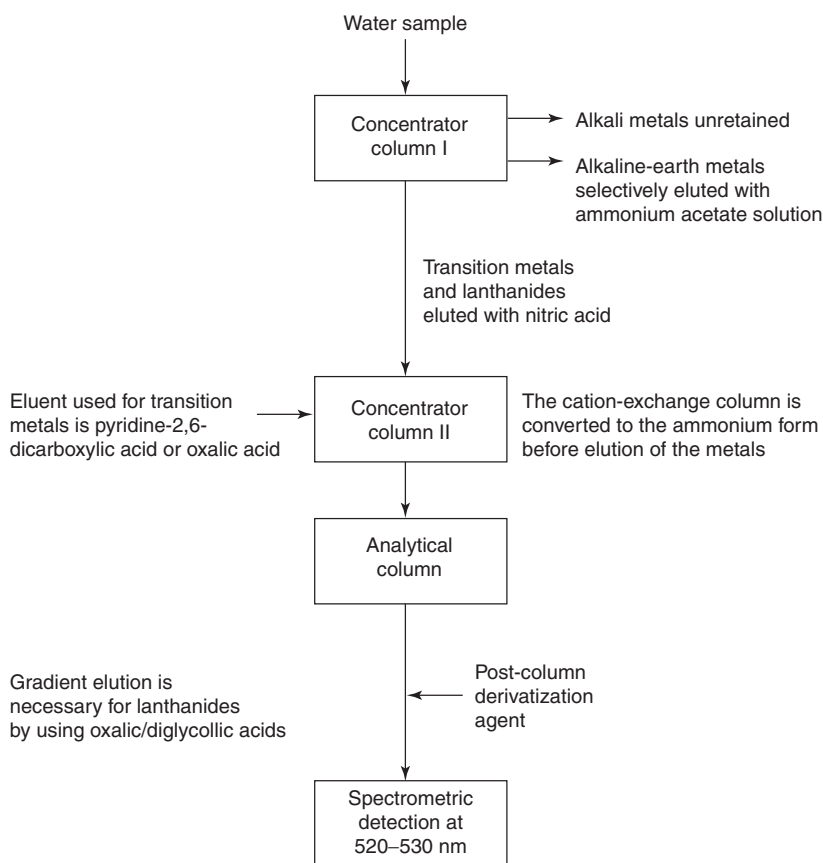 Water sample
Concentrator
column I
Alkali metals unretained
Alkaline-earth metals
selectively eluted with
ammonium acetate solution
Transition metals
and lanthanides
eluted with nitric acid
Eluent used for transition
metals is pyridine-2,6-
dicarboxylic acid or oxalic acid
Concentrator
column II
The cation-exchange column is
converted to the ammonium form
before elution of the metals
Analytical
column
Gradient elution is
necessary for lanthanides
by using oxalic/diglycollic acids
Post-column
derivatization
agent
Spectrometric
detection at
520–530 nm